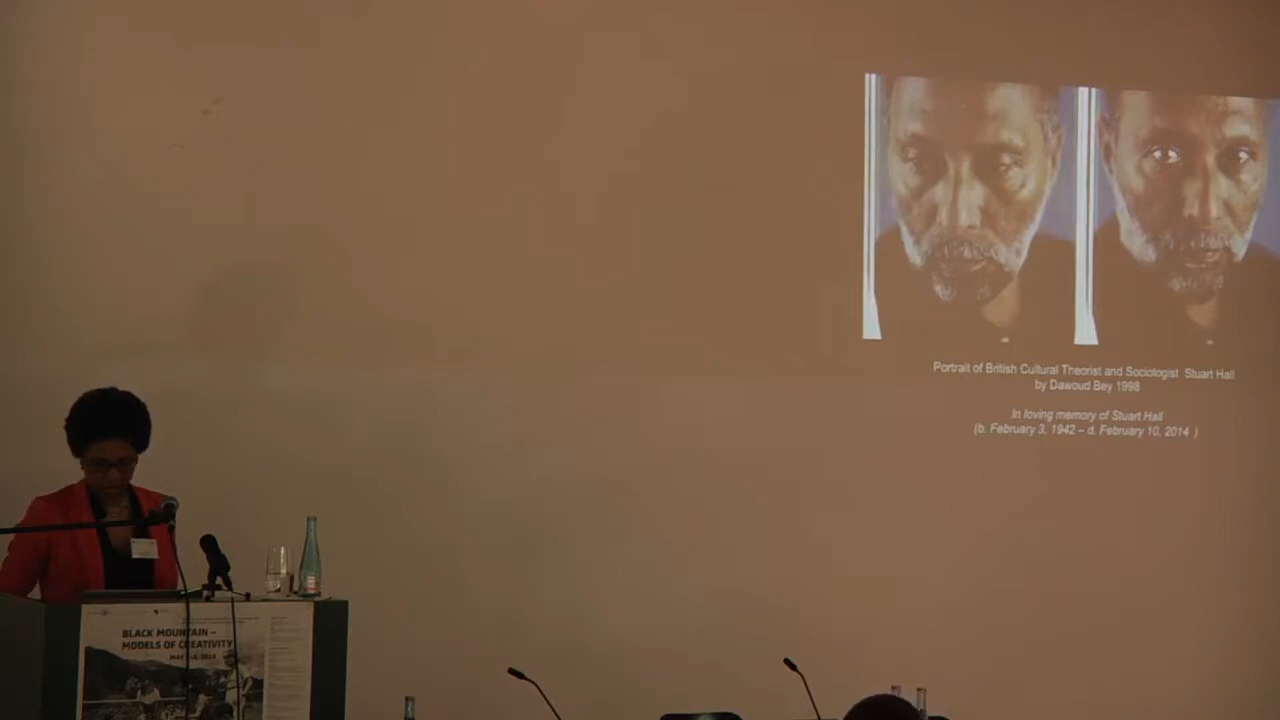 Portrait of British Cultural Theorist and Sociologist Stuart Hall
by Dawoud Bey 1998
In loving memory of Stuart Hall
(b. February 3, 1942 – d. February 10, 2014 )
BLACK MOUNTAIN –
MODELS OF CREATIVITY
2014